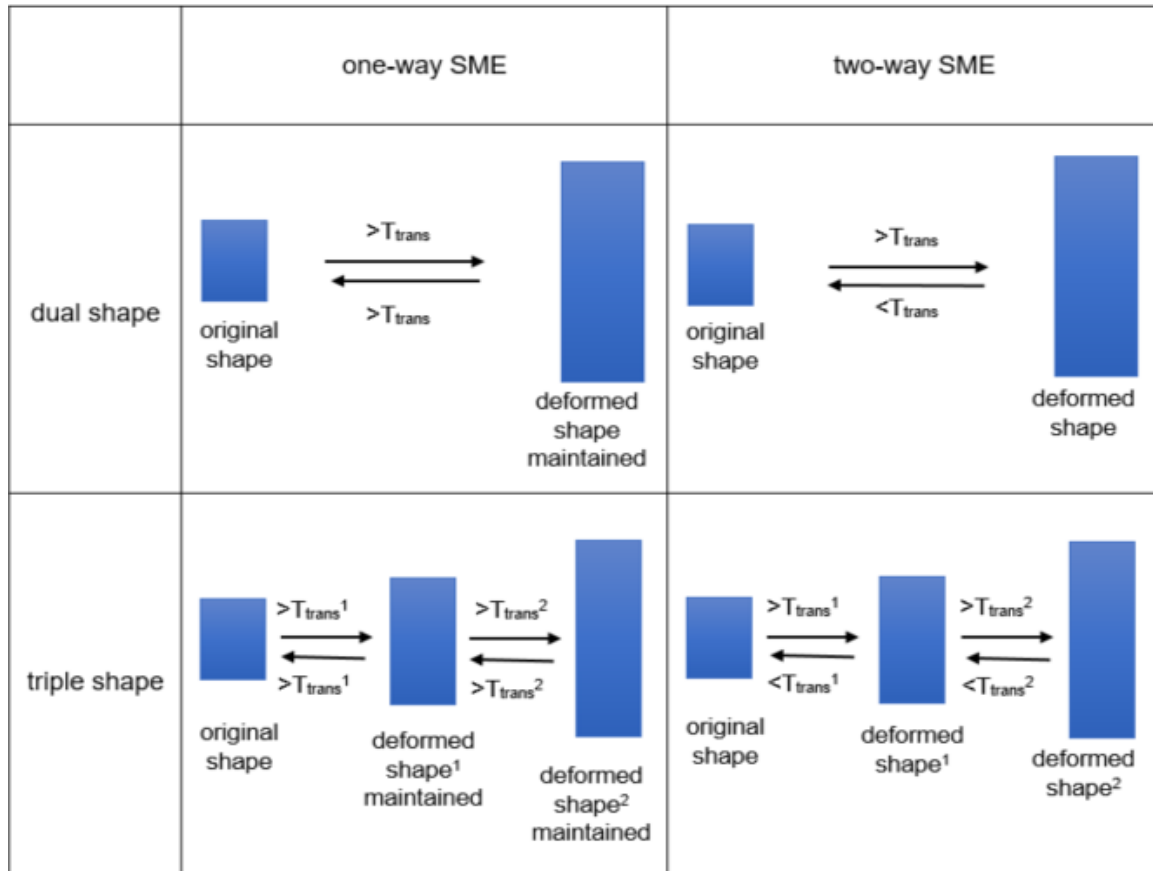 one-way SME
two-way SME
dual shape
>Ttrans
>Ttrans
original
shape
deformed
shape
maintained
>Ttrans
<Ttrans
original
shape
deformed
shape
triple shape
>Ttrans¹
>Ttrans¹
>Ttrans²
>Ttrans²
original
shape
deformed
shape¹
maintained
deformed
shape²
maintained
>Ttrans¹
<Ttrans¹
>Ttrans²
<Ttrans²
original
shape
deformed
shape¹
deformed
shape²